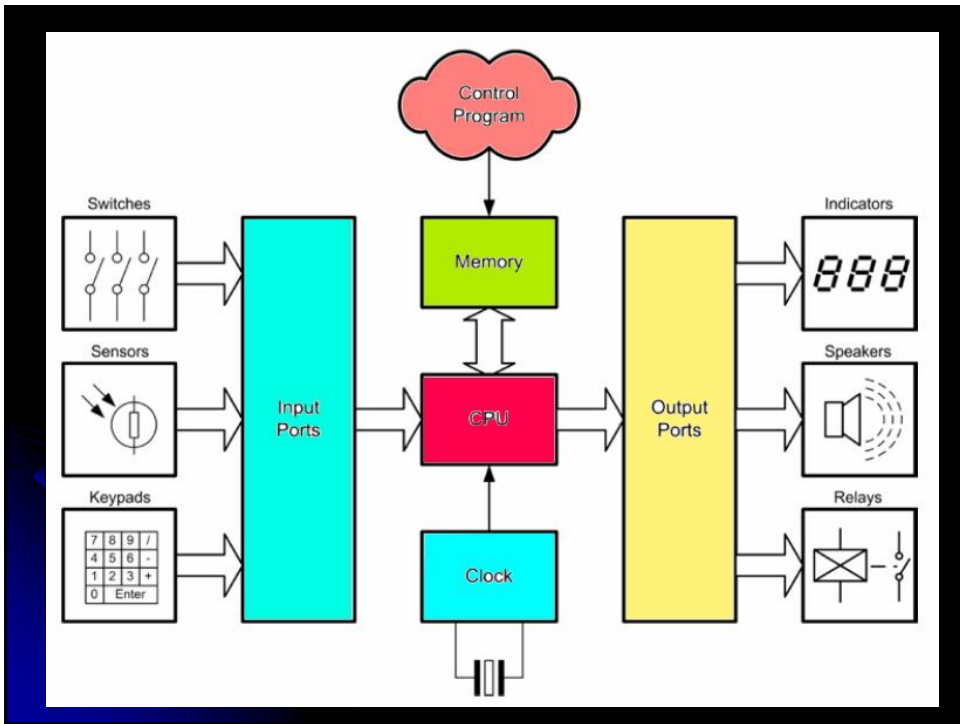 Control
Program
Switches
Indicators
Memory
888
Sensors
Speakers
Input
Ports
CPU
Output
Ports
Keypads
Relays
7 8 9 /
4 5 6 -
1 2 3 +
0 Enter
Clock